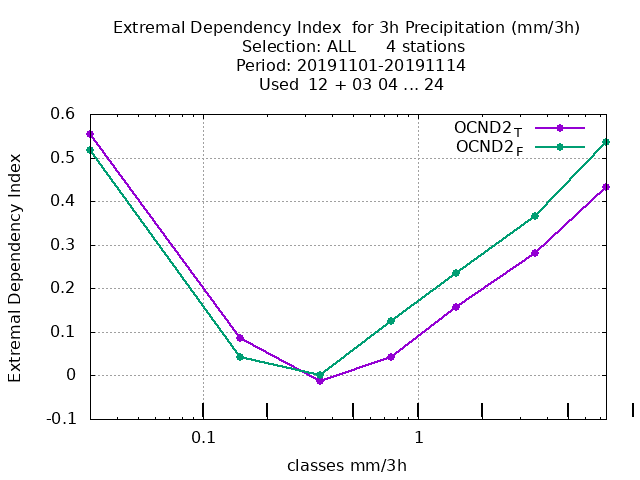 Extremal Dependency Index  for 3h Precipitation (mm/3h)
Selection: ALL      4 stations
Period: 20191101-20191114
Used  12 + 03 04 ... 24
OCND2T
OCND2F
Extremal Dependency Index
0.6
0.5
0.4
0.3
0.2
0.1
0
-0.1
0.1
1
classes mm/3h